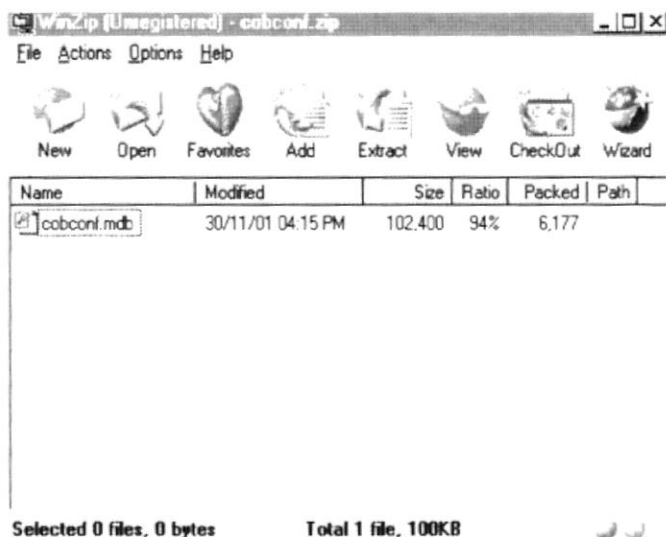 WinZip (Unregistered) - cobconf.zip
File Actions Options Help
New Open Favorites Add Extract View CheckOut Wizard
Name Modified Size Ratio Packed Path
cobconf.mdb 30/11/01 04:15 PM 102,400 94% 6,177
Selected 0 files, 0 bytes Total 1 file, 100KB